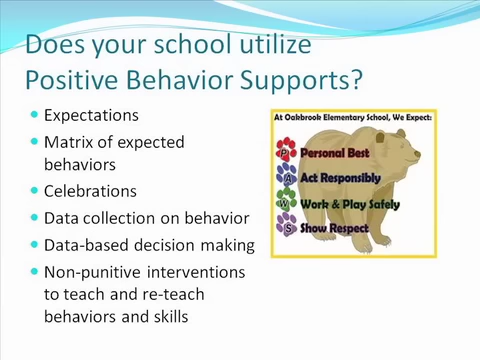 Does your school utilize
Positive Behavior Supports?
Expectations
Matrix of expected
behaviors
Celebrations
Data collection on behavior
Data-based decision making
Non-punitive interventions
to teach and re-teach
behaviors and skills
At Oakbrook Elementary School, We Expect:
P Personal Best
A Act Responsibly
W Work & Play Safely
S Show Respect